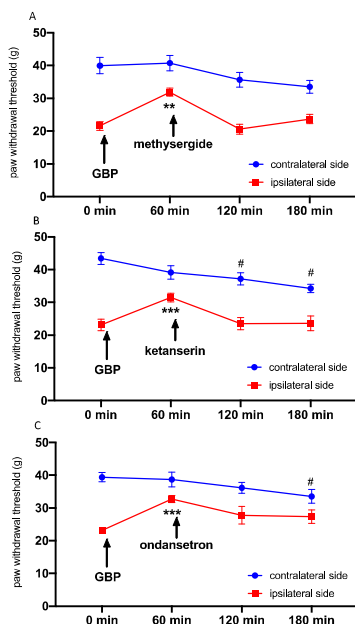 A
paw withdrawal threshold (g)
50
40
30
20
10
0
**
methysergide
GBP
contralateral side
ipsilateral side
0 min 60 min 120 min 180 min
B
paw withdrawal threshold (g)
50
40
30
20
10
0
# #
***
ketanserin
GBP
contralateral side
ipsilateral side
0 min 60 min 120 min 180 min
C
paw withdrawal threshold (g)
50
40
30
20
10
0
#
***
ondansetron
GBP
contralateral side
ipsilateral side
0 min 60 min 120 min 180 min